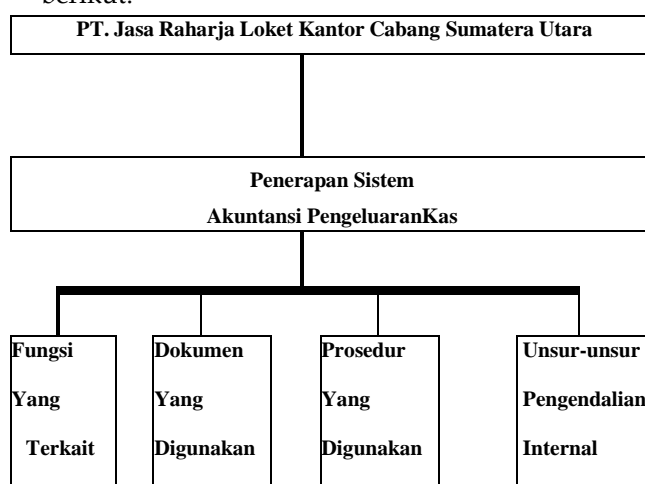 berikut:
PT. Jasa Raharja Loket Kantor Cabang Sumatera Utara
Penerapan Sistem
Akuntansi PengeluaranKas
Fungsi
Yang
Terkait
Dokumen
Yang
Digunakan
Prosedur
Yang
Digunakan
Unsur-unsur
Pengendalian
Internal